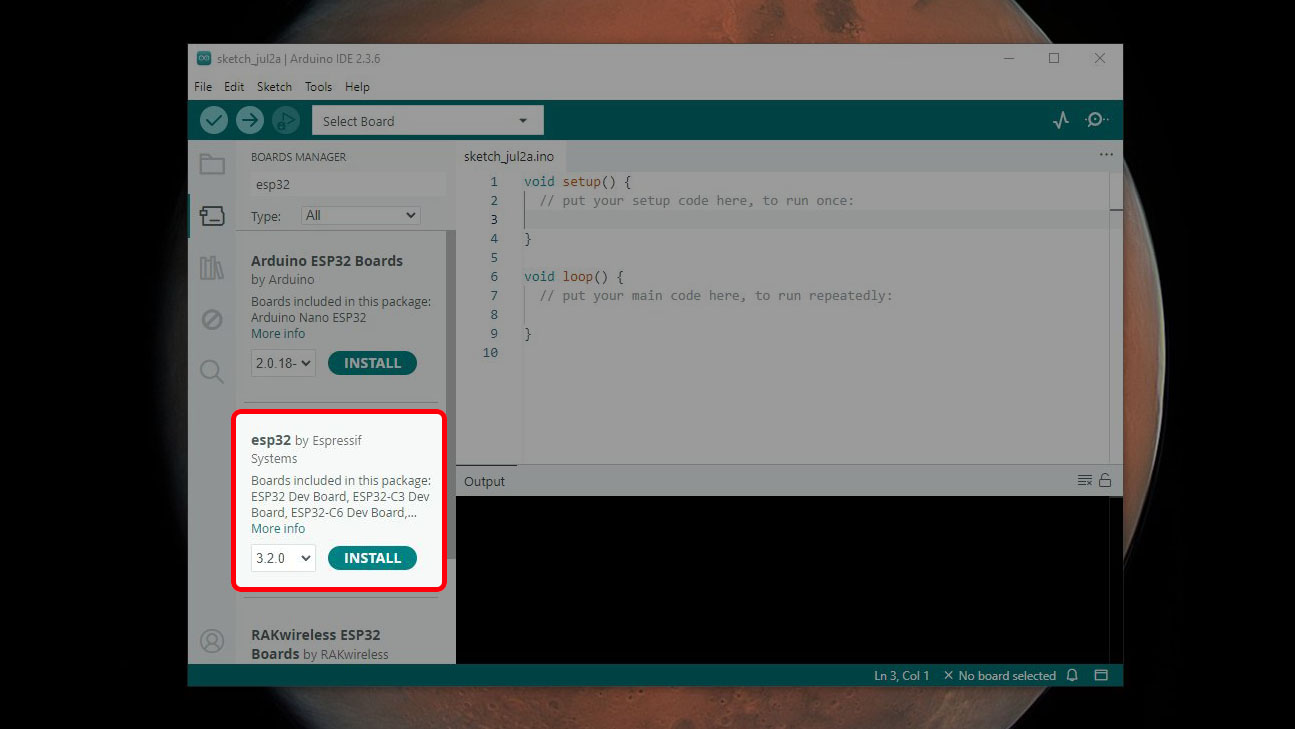 sketch_jul2a | Arduino IDE 2.3.6
File Edit Sketch Tools Help
Select Board
BOARDS MANAGER
esp32
Type: All
Arduino ESP32 Boards
by Arduino
Boards included in this package:
Arduino Nano ESP32
More info
2.0.18- INSTALL
esp32 by Espressif
Systems
Boards included in this package:
ESP32 Dev Board, ESP32-C3 Dev
Board, ESP32-C6 Dev Board,...
More info
3.2.0 INSTALL
RAKwireless ESP32
Boards by RAKwireless
sketch_jul2a.ino
1 void setup() {
2 // put your setup code here, to run once:
3
4 }
5
6 void loop() {
7 // put your main code here, to run repeatedly:
8
9 }
10
Output
Ln 3, Col 1 × No board selected